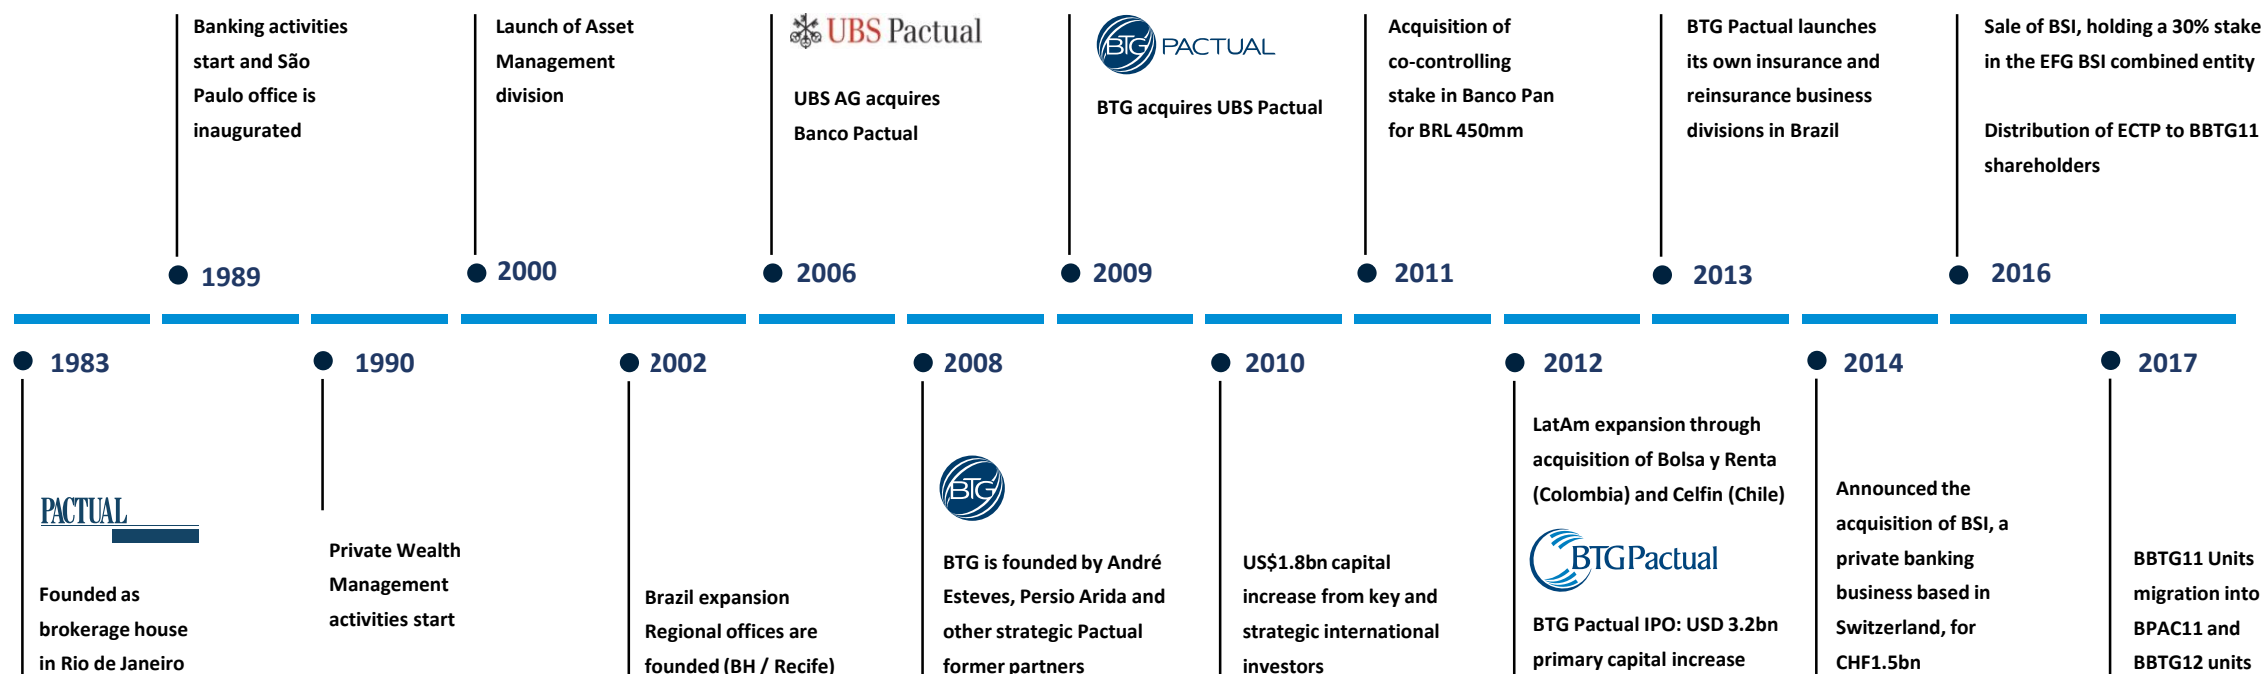 Banking activities
start and São
Paulo office is
inaugurated
1989
Launch of Asset
Management
division
2000
UBS Pactual
UBS AG acquires
Banco Pactual
2006
BTG PACTUAL
BTG acquires UBS Pactual
2009
Acquisition of
co-controlling
stake in Banco Pan
for BRL 450mm
2011
BTG Pactual launches
its own insurance and
reinsurance business
divisions in Brazil
2013
Sale of BSI, holding a 30% stake
in the EFG BSI combined entity
Distribution of ECTP to BBTG11
shareholders
2016
1983
PACTUAL
Founded as
brokerage house
in Rio de Janeiro
1990
Private Wealth
Management
activities start
2002
Brazil expansion
Regional offices are
founded (BH / Recife)
2008
BTG
BTG is founded by André
Esteves, Persio Arida and
other strategic Pactual
former partners
2010
US$1.8bn capital
increase from key and
strategic international
investors
2012
LatAm expansion through
acquisition of Bolsa y Renta
(Colombia) and Celfin (Chile)
BTGPactual
BTG Pactual IPO: USD 3.2bn
primary capital increase
2014
Announced the
acquisition of BSI, a
private banking
business based in
Switzerland, for
CHF1.5bn
2017
BBTG11 Units
migration into
BPAC11 and
BBTG12 units